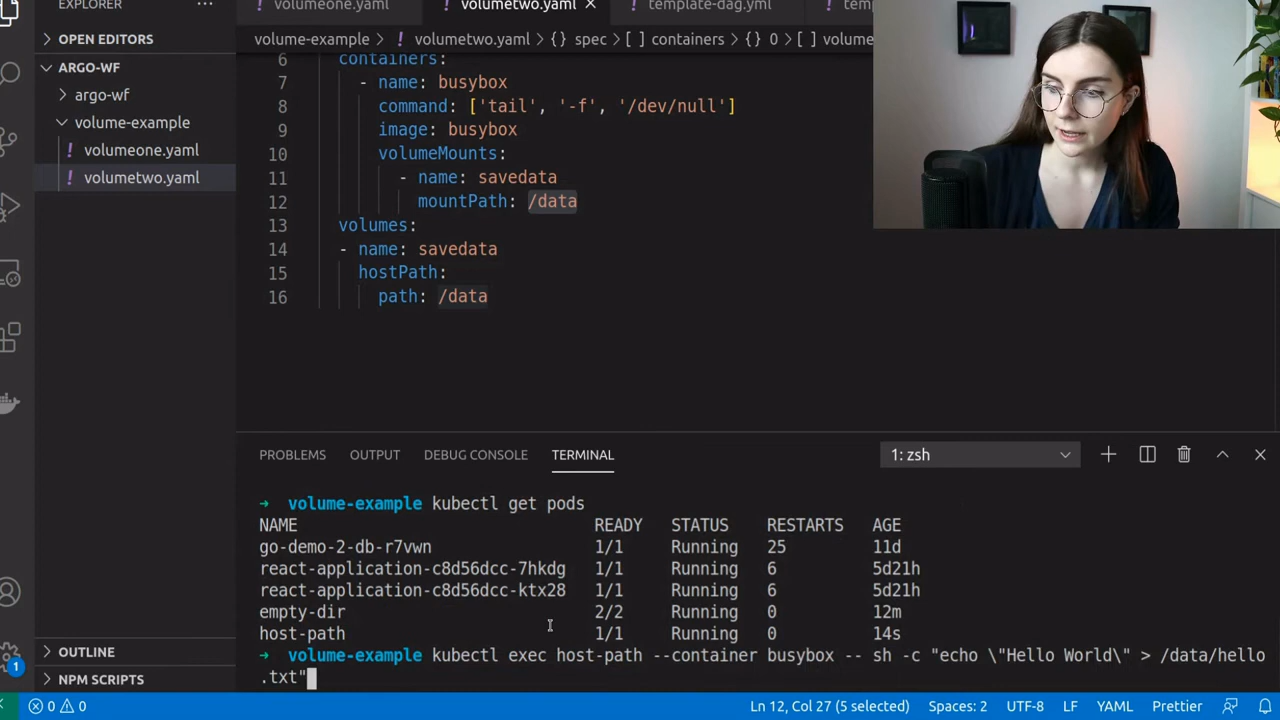 EXPLORER ...
volumeone.yaml
volumetwo.yaml
template-dag.yml
OPEN EDITORS
volume-example > ! volumetwo.yaml > {} spec > [ ] containers > {} 0 > [ ]
ARGO-WF
argo-wf
volume-example
! volumeone.yaml
! volumetwo.yaml
6 containers:
7 - name: busybox
8 command: ['tail', '-f', '/dev/null']
9 image: busybox
10 volumeMounts:
11 - name: savedata
12 mountPath: /data
13 volumes:
14 - name: savedata
15 hostPath:
16 path: /data
PROBLEMS OUTPUT DEBUG CONSOLE TERMINAL 1: zsh
→ volume-example kubectl get pods
NAME READY STATUS RESTARTS AGE
go-demo-2-db-r7vwn 1/1 Running 25 11d
react-application-c8d56dcc-7hkdg 1/1 Running 6 5d21h
react-application-c8d56dcc-ktx28 1/1 Running 6 5d21h
empty-dir 2/2 Running 0 12m
host-path 1/1 Running 0 14s
→ volume-example kubectl exec host-path --container busybox -- sh -c "echo \"Hello World\" > /data/hello
.txt"
OUTLINE
NPM SCRIPTS
1
0 0 Ln 12, Col 27 (5 selected) Spaces: 2 UTF-8 LF YAML Prettier